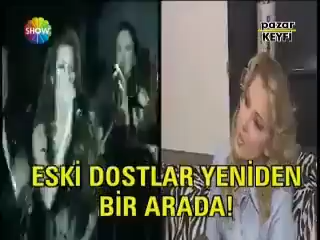 SHOW
pazar
KEYFİ
ESKİ DOSTLAR YENİDEN
BİR ARADA!